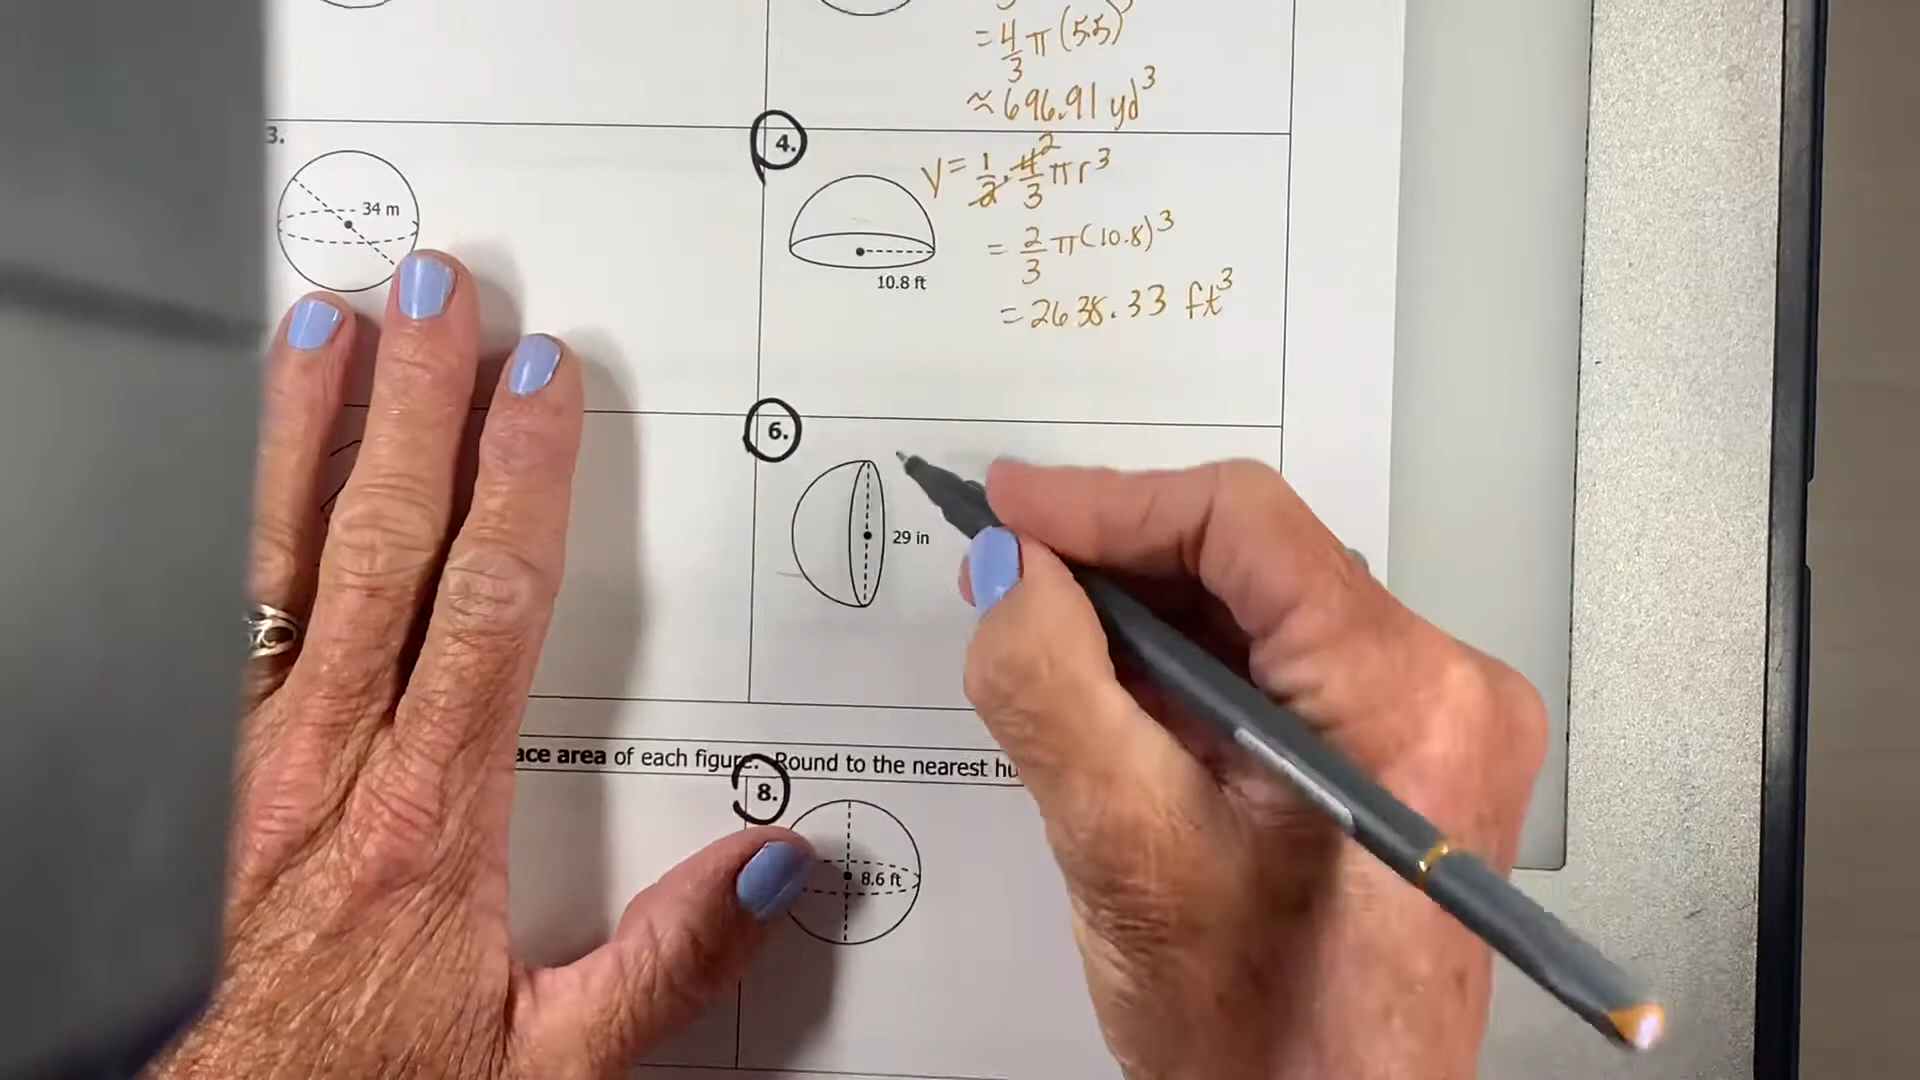 = 4/3 π (5.5)³
≈ 696.91 yd³
3.
34 m
4.
V = 1/2 · 4/3 ² π r³
= 2/3 π (10.8)³
10.8 ft
= 2638.33 ft³
6.
29 in
area of each figure. Round to the nearest
8.
8.6 ft